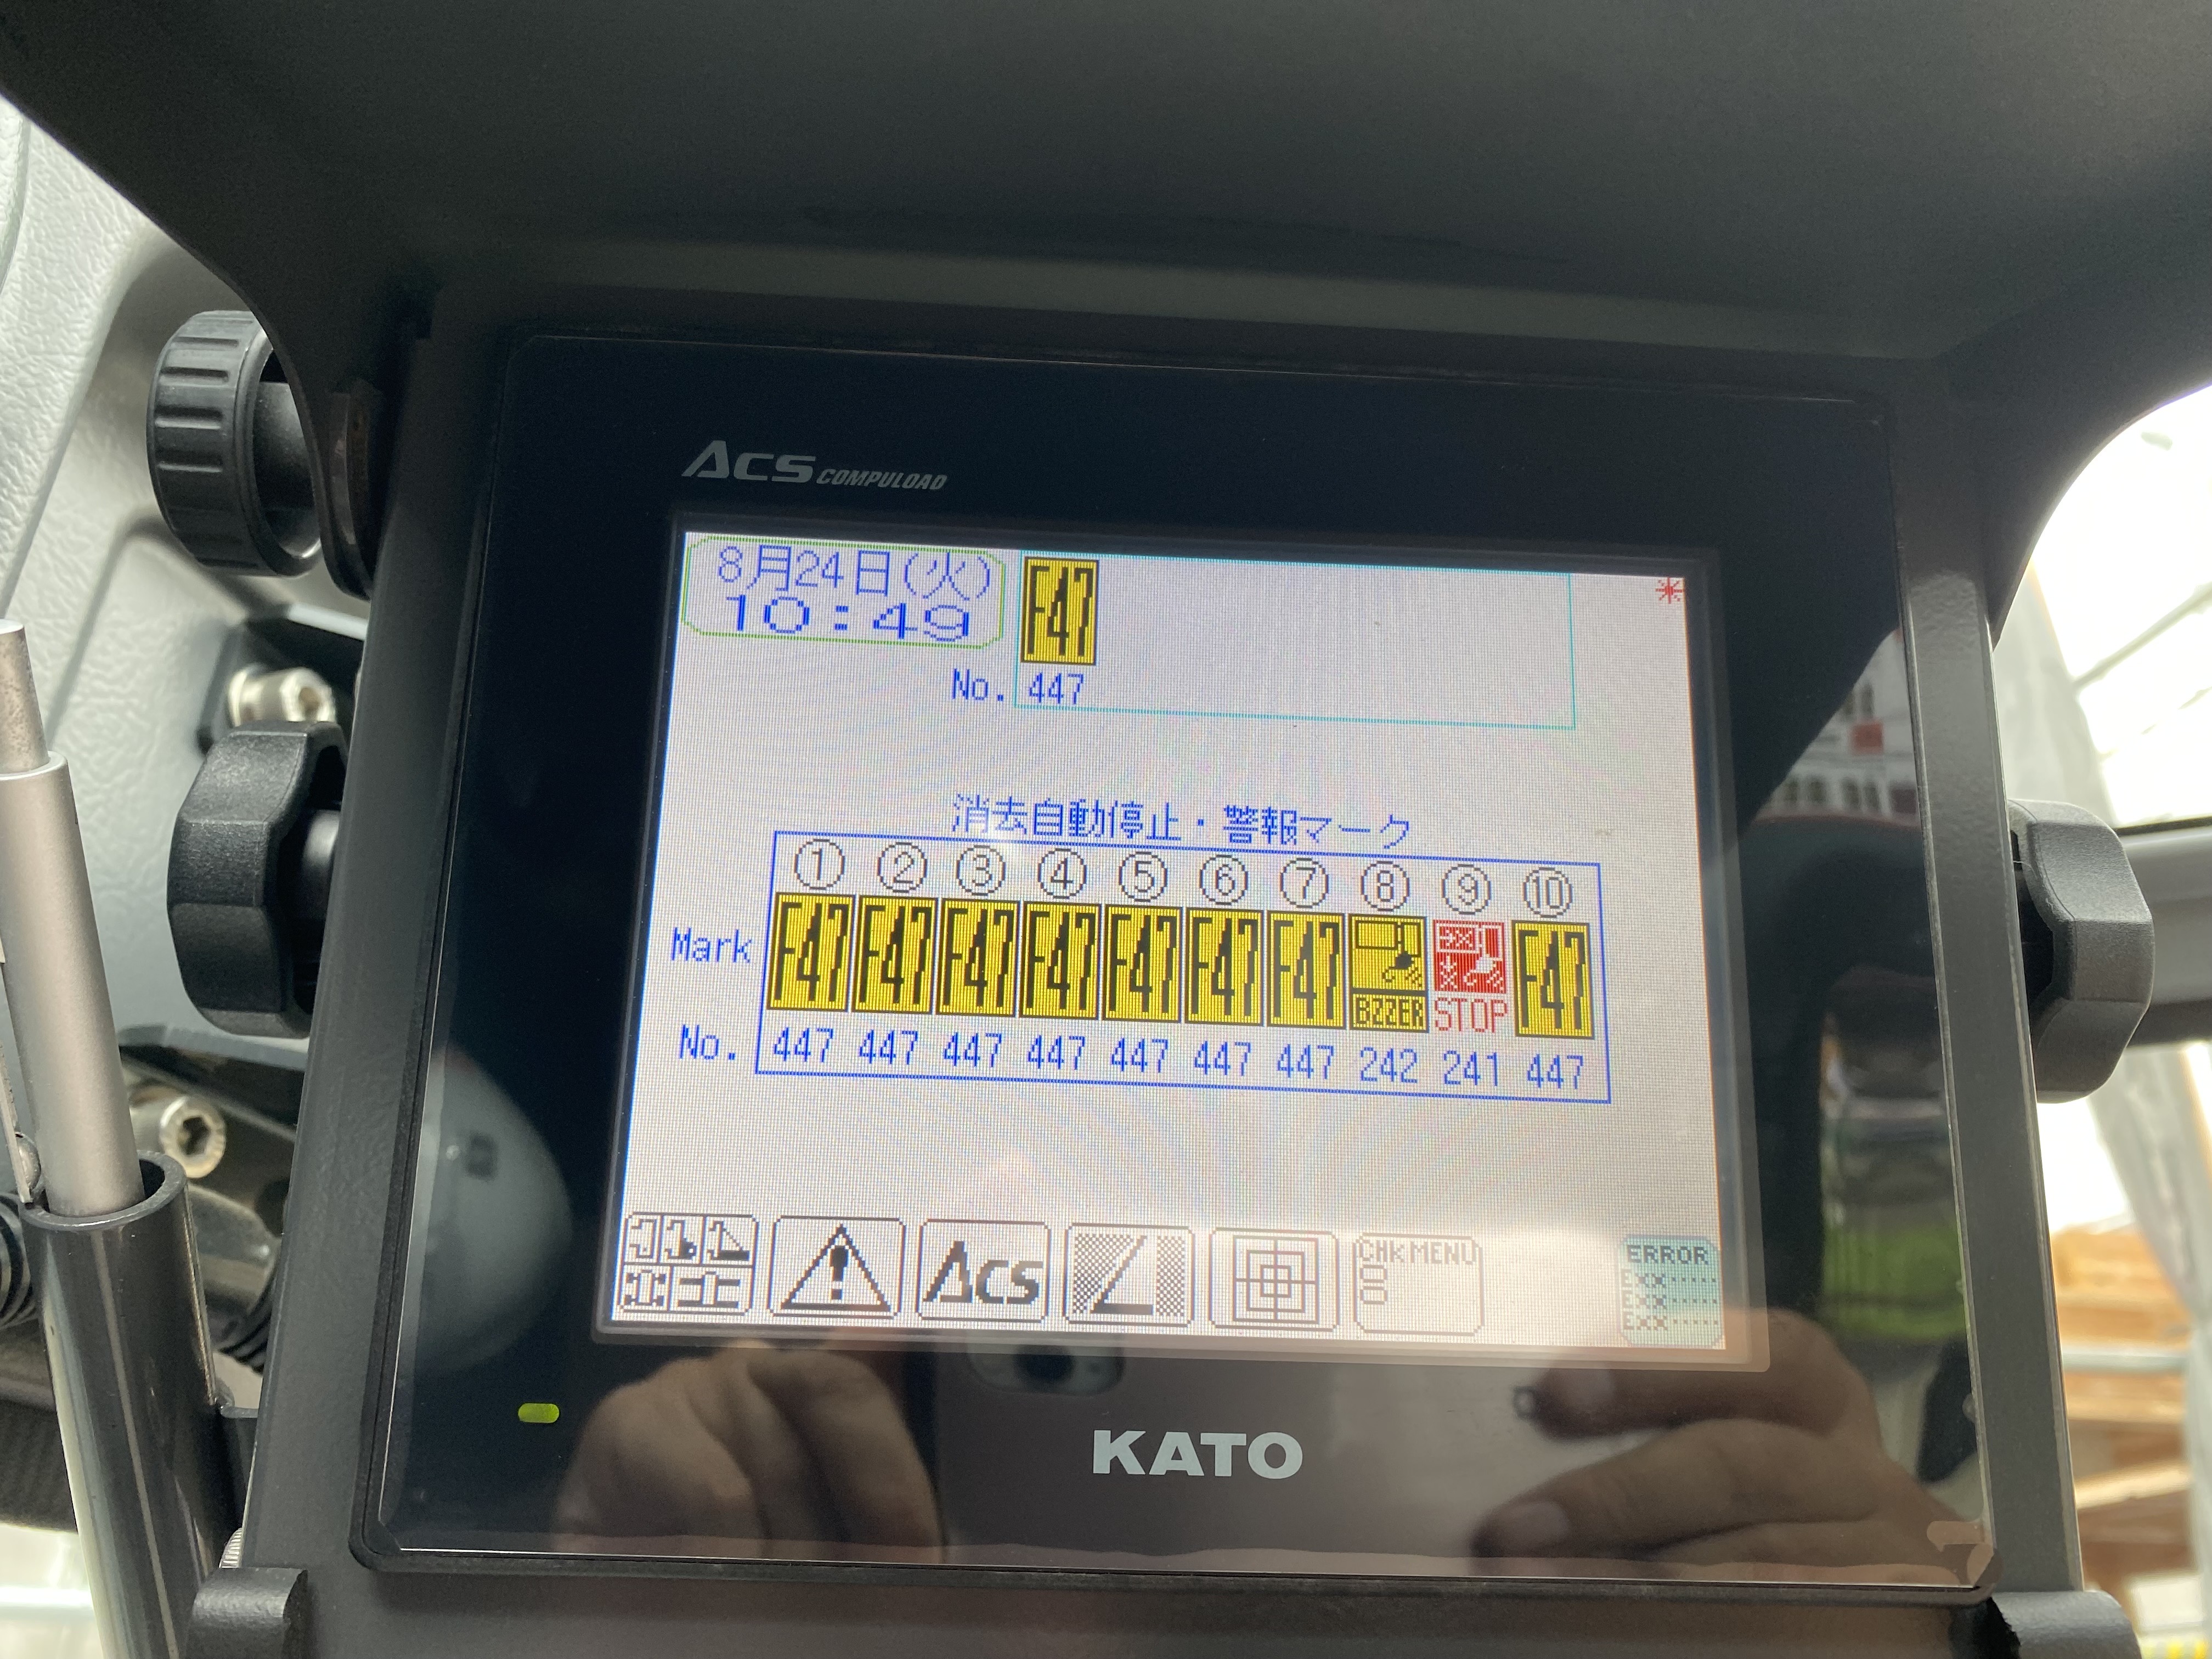 ACS COMPULOAD
8月24日(火)
10:49
F47
No. 447
消去自動停止・警報マーク
① ② ③ ④ ⑤ ⑥ ⑦ ⑧ ⑨ ⑩
Mark F47 F47 F47 F47 F47 F47 F47 BZZER STOP F47
No. 447 447 447 447 447 447 447 242 241 447
ACS
CHK MENU
ERROR
EXX
EXX
EXX
KATO